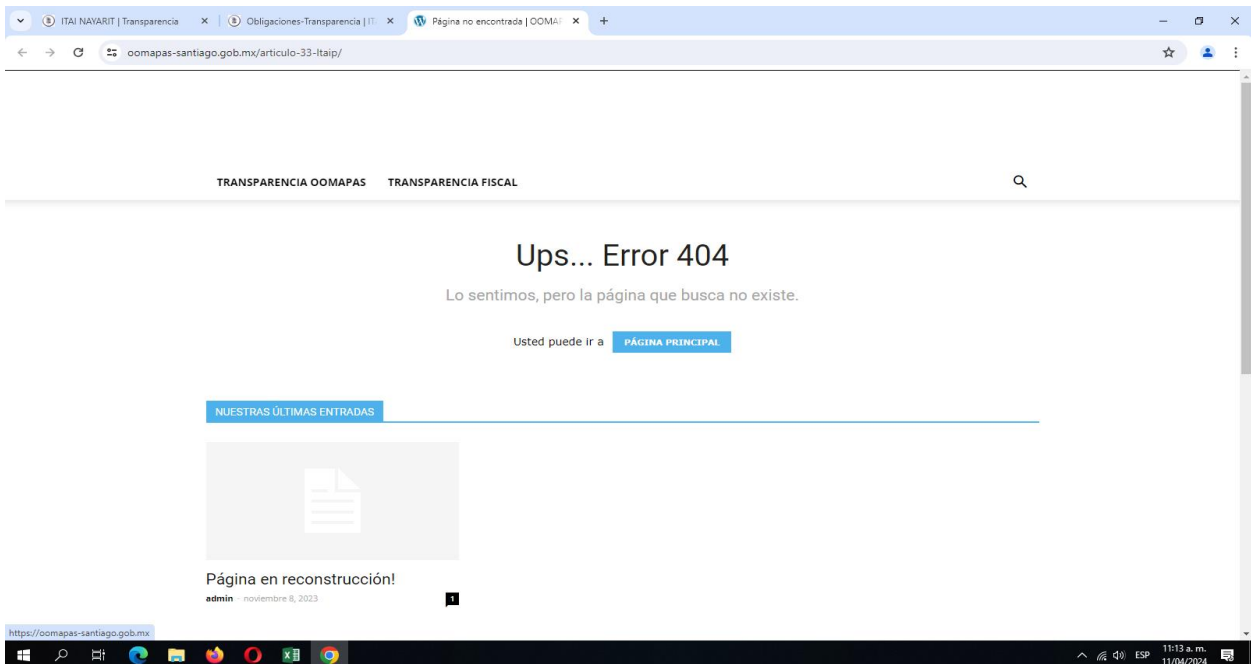 ITAI NAYARIT | Transparencia
Obligaciones-Transparencia | IT
Página no encontrada | OOMAP
oomapas-santiago.gob.mx/articulo-33-ltaip/
TRANSPARENCIA OOMAPAS TRANSPARENCIA FISCAL
Ups... Error 404
Lo sentimos, pero la página que busca no existe.
Usted puede ir a PÁGINA PRINCIPAL
NUESTRAS ÚLTIMAS ENTRADAS
Página en reconstrucción!
admin - noviembre 8, 2023 1
https://oomapas-santiago.gob.mx
ESP
11:13 a. m.
11/04/2024